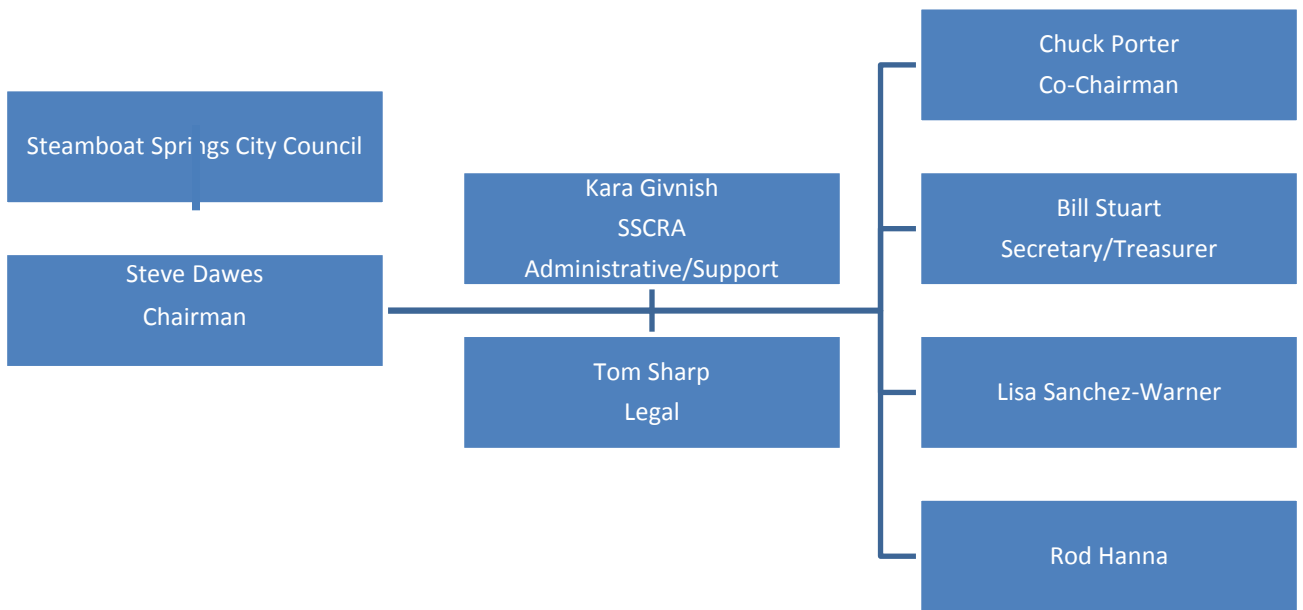 Steamboat Springs City Council
Steve Dawes
Chairman
Kara Givnish
SSCRA
Administrative/Support
Tom Sharp
Legal
Chuck Porter
Co-Chairman
Bill Stuart
Secretary/Treasurer
Lisa Sanchez-Warner
Rod Hanna